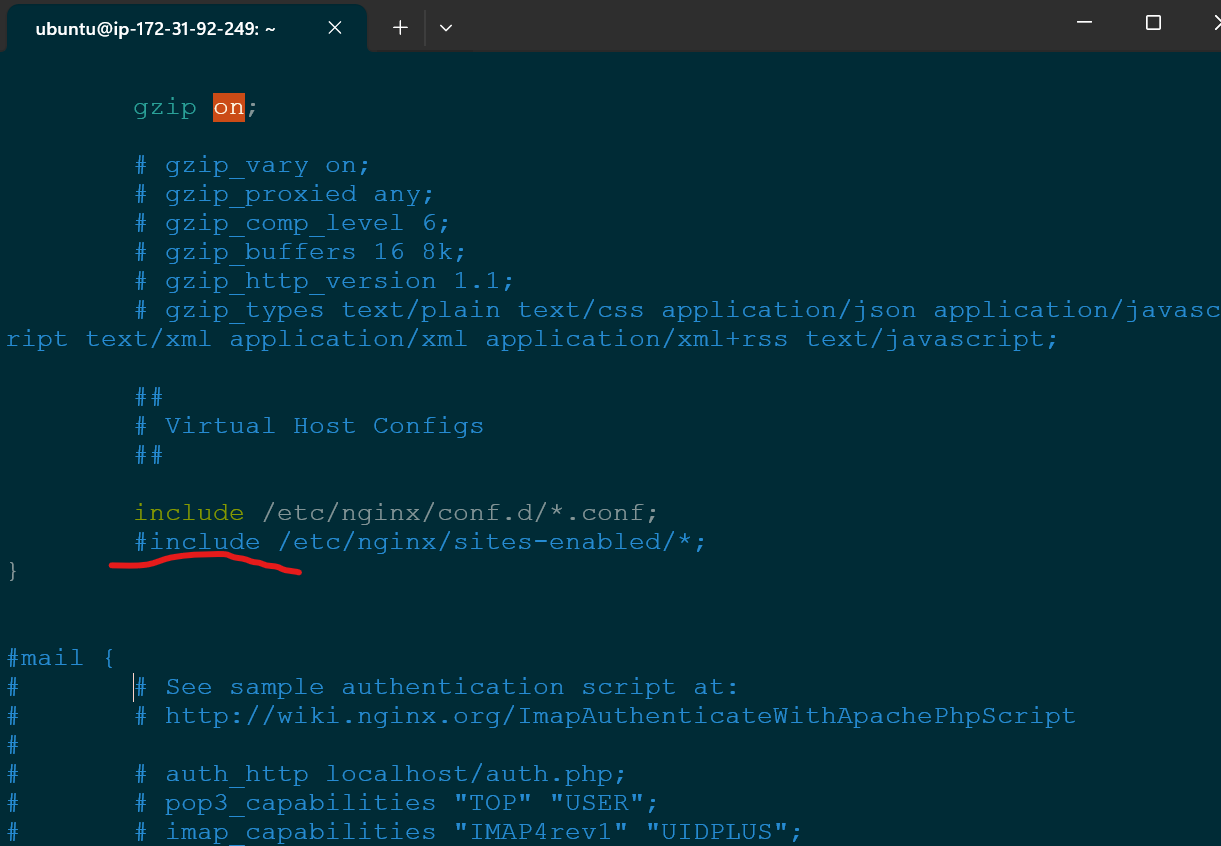 ubuntu@ip-172-31-92-249: ~
gzip on;
# gzip_vary on;
# gzip_proxied any;
# gzip_comp_level 6;
# gzip_buffers 16 8k;
# gzip_http_version 1.1;
# gzip_types text/plain text/css application/json application/javasc
ript text/xml application/xml application/xml+rss text/javascript;
##
# Virtual Host Configs
##
include /etc/nginx/conf.d/*.conf;
#include /etc/nginx/sites-enabled/*;
}
#mail {
# # See sample authentication script at:
# # http://wiki.nginx.org/ImapAuthenticateWithApachePhpScript
#
# # auth_http localhost/auth.php;
# # pop3_capabilities "TOP" "USER";
# # imap_capabilities "IMAP4rev1" "UIDPLUS";